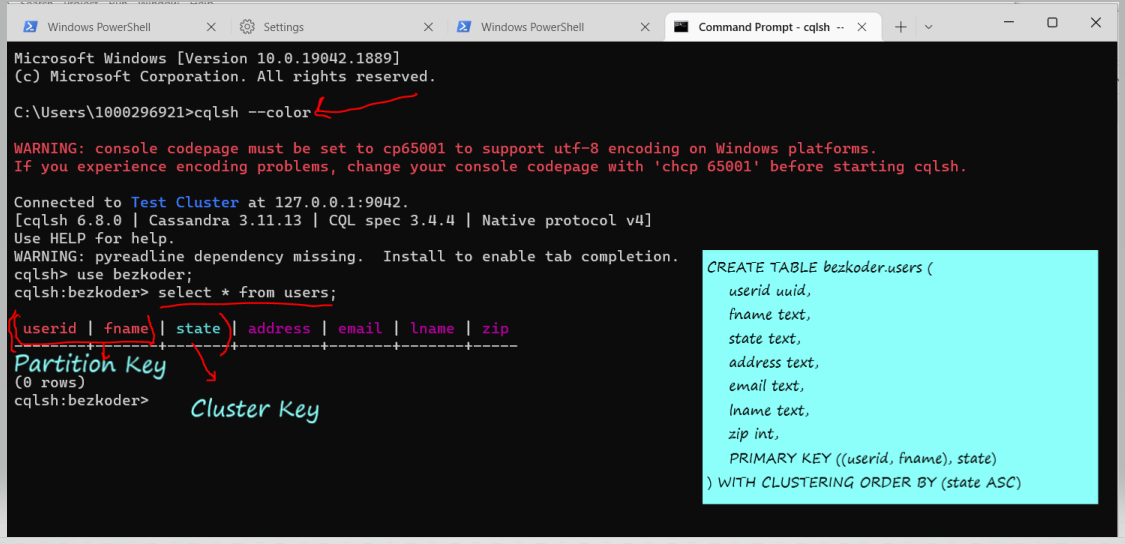 Windows PowerShell
Settings
Windows PowerShell
Command Prompt - cqlsh --
Microsoft Windows [Version 10.0.19042.1889]
(c) Microsoft Corporation. All rights reserved.
C:\Users\1000296921>cqlsh --color
WARNING: console codepage must be set to cp65001 to support utf-8 encoding on Windows platforms.
If you experience encoding problems, change your console codepage with 'chcp 65001' before starting cqlsh.
Connected to Test Cluster at 127.0.0.1:9042.
[cqlsh 6.8.0 | Cassandra 3.11.13 | CQL spec 3.4.4 | Native protocol v4]
Use HELP for help.
WARNING: pyreadline dependency missing.  Install to enable tab completion.
cqlsh> use bezkoder;
cqlsh:bezkoder> select * from users;
userid | fname | state | address | email | lname | zip
--------+-------+-------+---------+-------+-------+-----
Partition Key
(0 rows)
cqlsh:bezkoder>
Cluster Key
CREATE TABLE bezkoder.users (
userid uuid,
fname text,
state text,
address text,
email text,
lname text,
zip int,
PRIMARY KEY ((userid, fname), state)
) WITH CLUSTERING ORDER BY (state ASC)